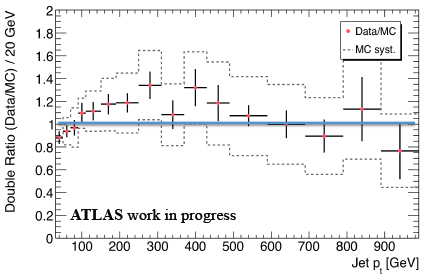 Double Ratio (Data/MC) / 20 GeV
2
1.8
1.6
1.4
1.2
1
0.8
0.6
0.4
0.2
0
Data/MC
MC syst.
ATLAS work in progress
100 200 300 400 500 600 700 800 900
Jet p_t [GeV]